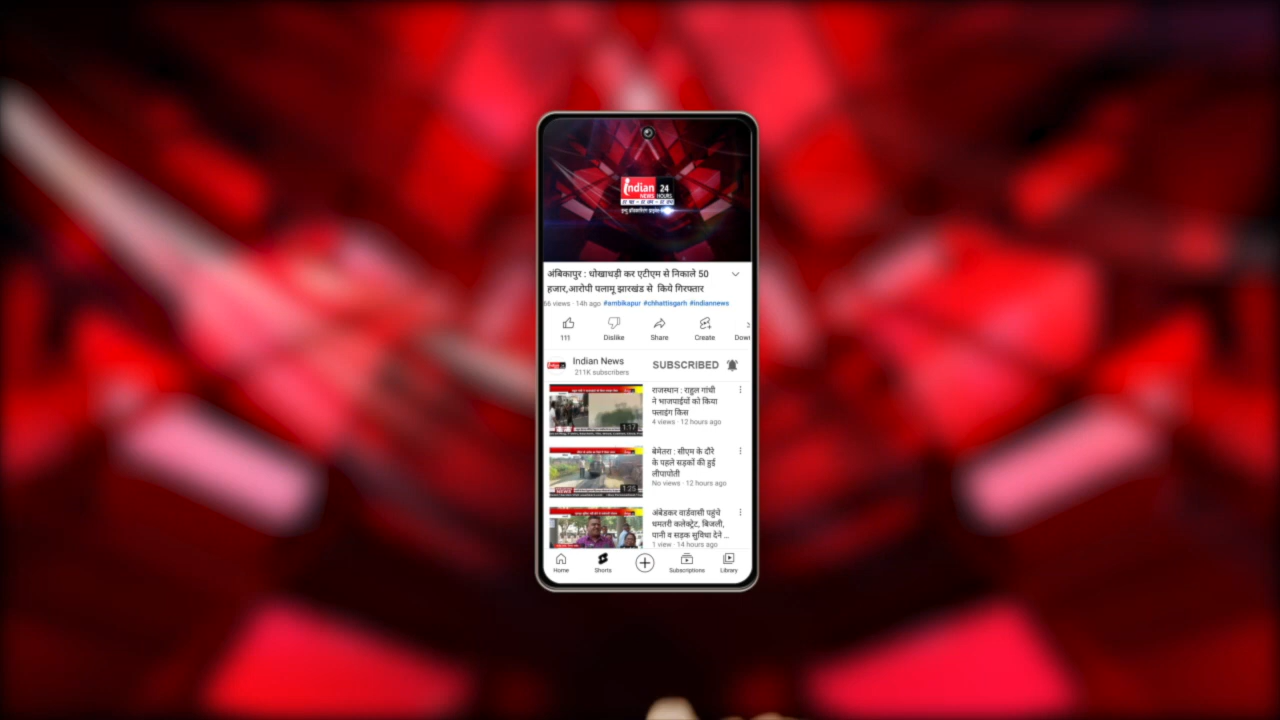 Indian
NEWS
24
HOURS
अंबिकापुर : धोखाधड़ी कर एटीएम से निकाले 50
हजार,आरोपी पलामू झारखंड से किये गिरफ्तार
66 views · 14h ago #ambikapur #chhattisgarh #indiannews
111
Dislike
Share
Create
Indian News
211K subscribers
SUBSCRIBED
राजस्थान : राहुल गांधी
ने भाजपाईयों को किया
फ्लाइंग किस
4 views · 12 hours ago
1:17
बेमेतरा : सीएम के दौरे
के पहले सड़कों की हुई
लीपापोती
No views · 12 hours ago
1:25
अंबेडकर वार्डवासी पहुंचे
धमतरी कलेक्ट्रेट, बिजली,
पानी व सड़क सुविधा देने ...
1 view · 14 hours ago
Home
Shorts
Subscriptions
Library